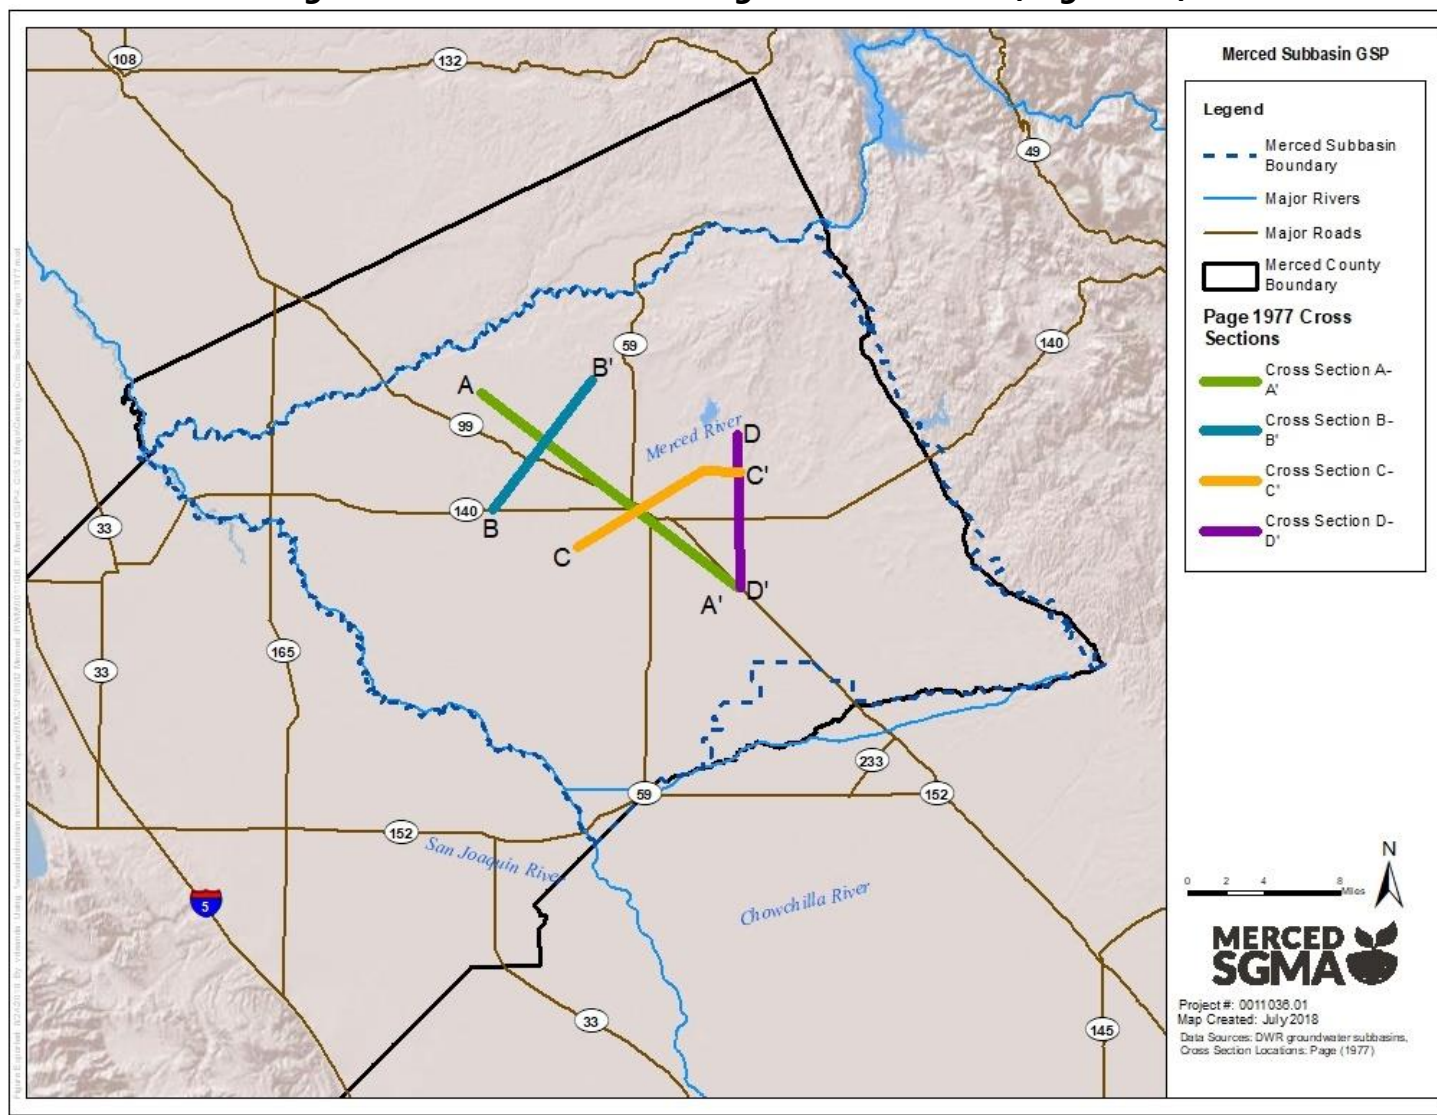 Merced Subbasin GSP
Legend
Merced Subbasin
Boundary
Major Rivers
Major Roads
Merced County
Boundary
Page 1977 Cross
Sections
Cross Section A-
A'
Cross Section B-
B'
Cross Section C-
C'
Cross Section D-
D'
108
132
49
59
140
A
B'
99
Merced River
D
C'
140
B
33
C
A'
D'
33
165
233
59
152
152
San Joaquin River
Chowchilla River
5
33
145
N
0 2 4 8
Miles
MERCED
SGMA
Project #: 0011036.01
Map Created: July 2018
Data Sources: DWR groundwater subbasins,
Cross Section Locations: Page (1977)